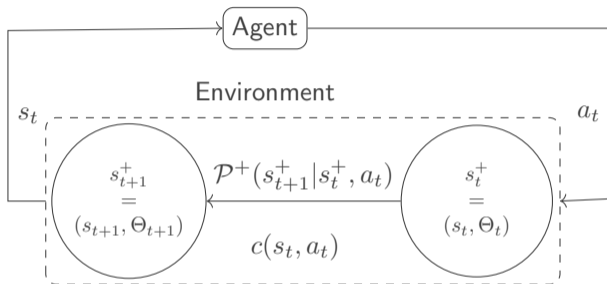 Agent
Environment
s_t
a_t
s^+_{t+1}
=
(s_{t+1}, Θ_{t+1})
𝒫^+(s^+_{t+1}|s^+_t, a_t)
c(s_t, a_t)
s^+_t
=
(s_t, Θ_t)